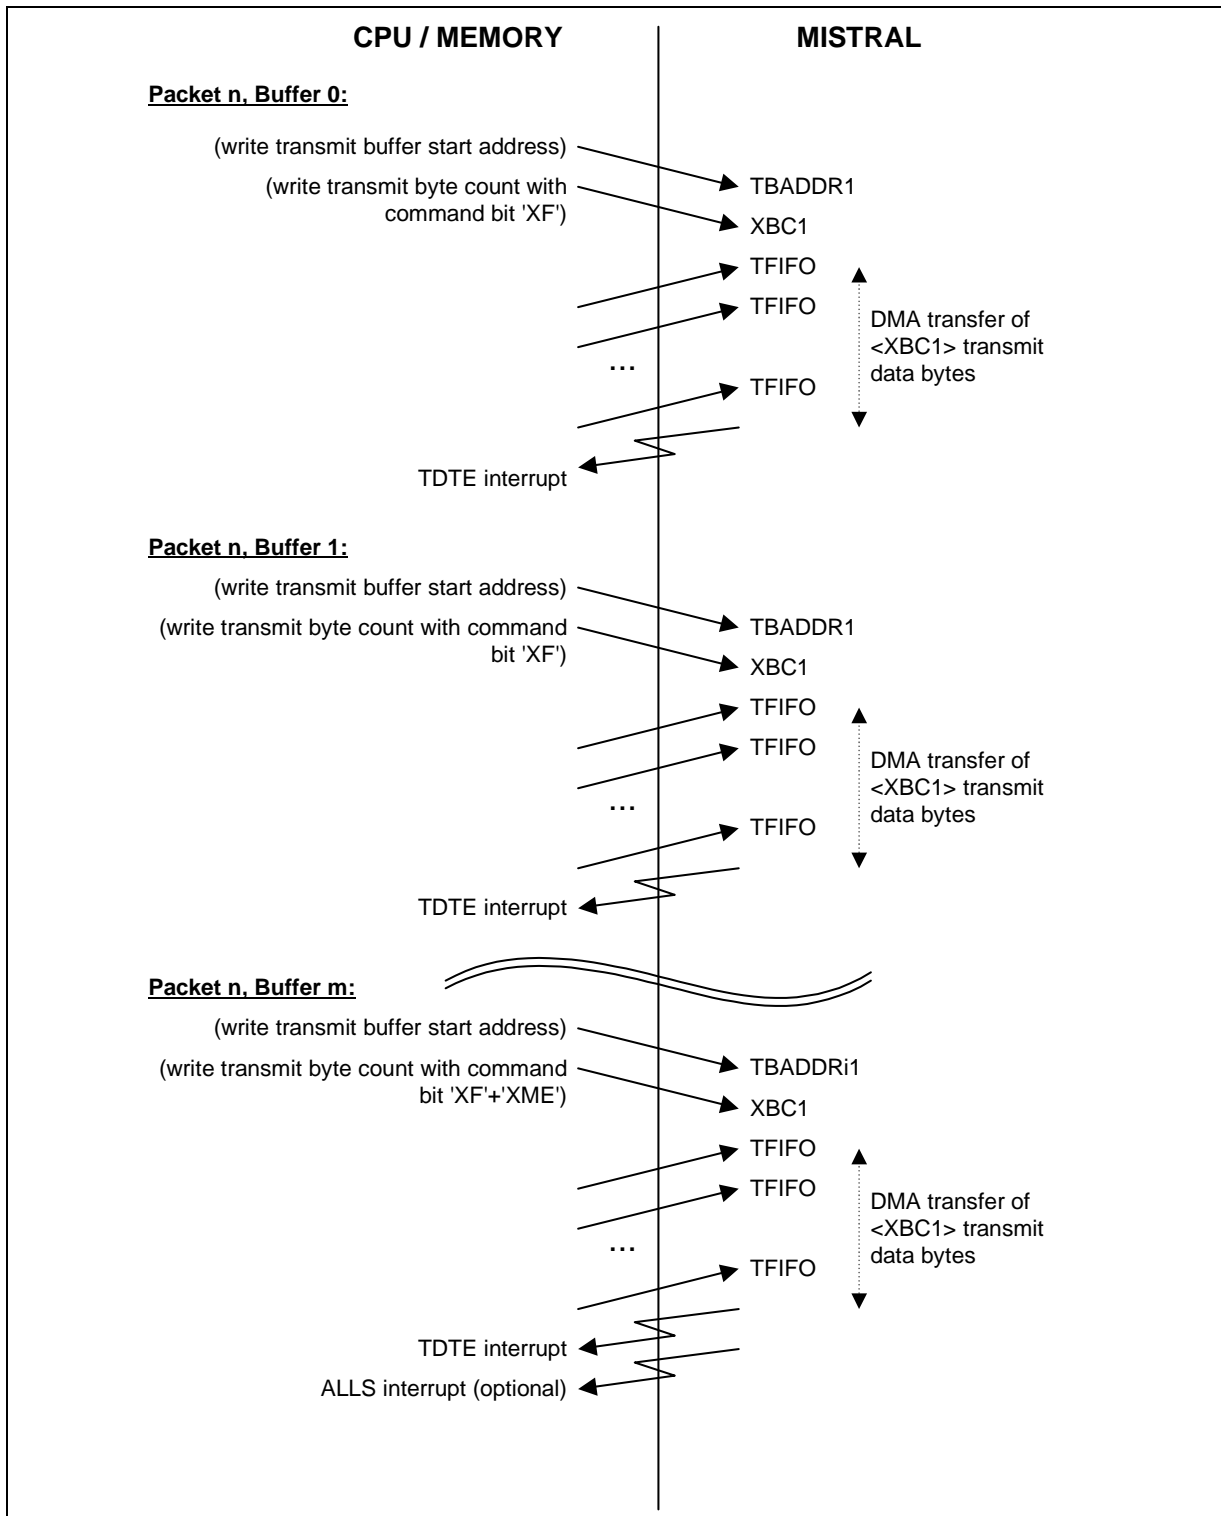 CPU / MEMORY
MISTRAL
Packet n, Buffer 0:
(write transmit buffer start address)
TBADDR1
(write transmit byte count with
command bit 'XF')
XBC1
TFIFO
TFIFO
DMA transfer of
<XBC1> transmit
data bytes
...
TFIFO
TDTE interrupt
Packet n, Buffer 1:
(write transmit buffer start address)
TBADDR1
(write transmit byte count with command
bit 'XF')
XBC1
TFIFO
TFIFO
DMA transfer of
<XBC1> transmit
data bytes
...
TFIFO
TDTE interrupt
Packet n, Buffer m:
(write transmit buffer start address)
TBADDRi1
(write transmit byte count with command
bit 'XF'+'XME')
XBC1
TFIFO
TFIFO
DMA transfer of
<XBC1> transmit
data bytes
...
TFIFO
TDTE interrupt
ALLS interrupt (optional)